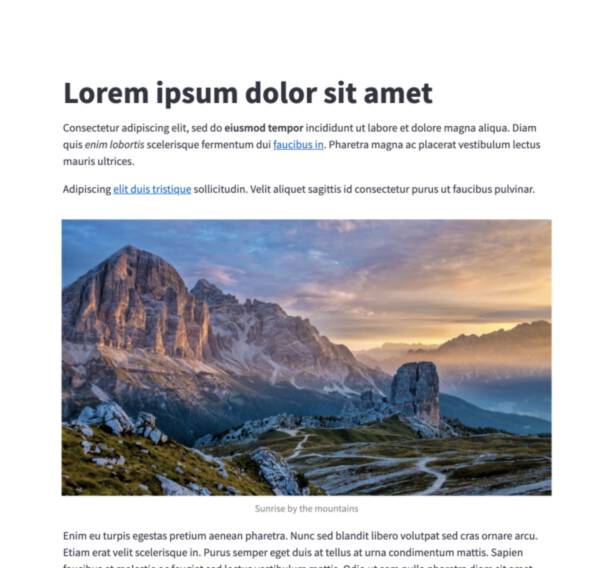 Lorem ipsum dolor sit amet
Consectetur adipiscing elit, sed do eiusmod tempor incididunt ut labore et dolore magna aliqua. Diam
quis enim lobortis scelerisque fermentum dui faucibus in. Pharetra magna ac placerat vestibulum lectus
mauris ultrices.
Adipiscing elit duis tristique sollicitudin. Velit aliquet sagittis id consectetur purus ut faucibus pulvinar.
Sunrise by the mountains
Enim eu turpis egestas pretium aenean pharetra. Nunc sed blandit libero volutpat sed cras ornare arcu.
Etiam erat velit scelerisque in. Purus semper eget duis at tellus at urna condimentum mattis. Sapien